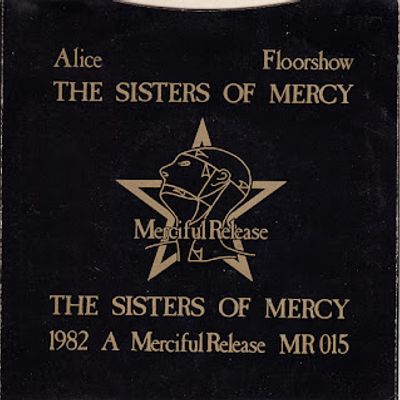 Alice Floorshow
THE SISTERS OF MERCY
Merciful Release
THE SISTERS OF MERCY
1982 A Merciful Release MR 015